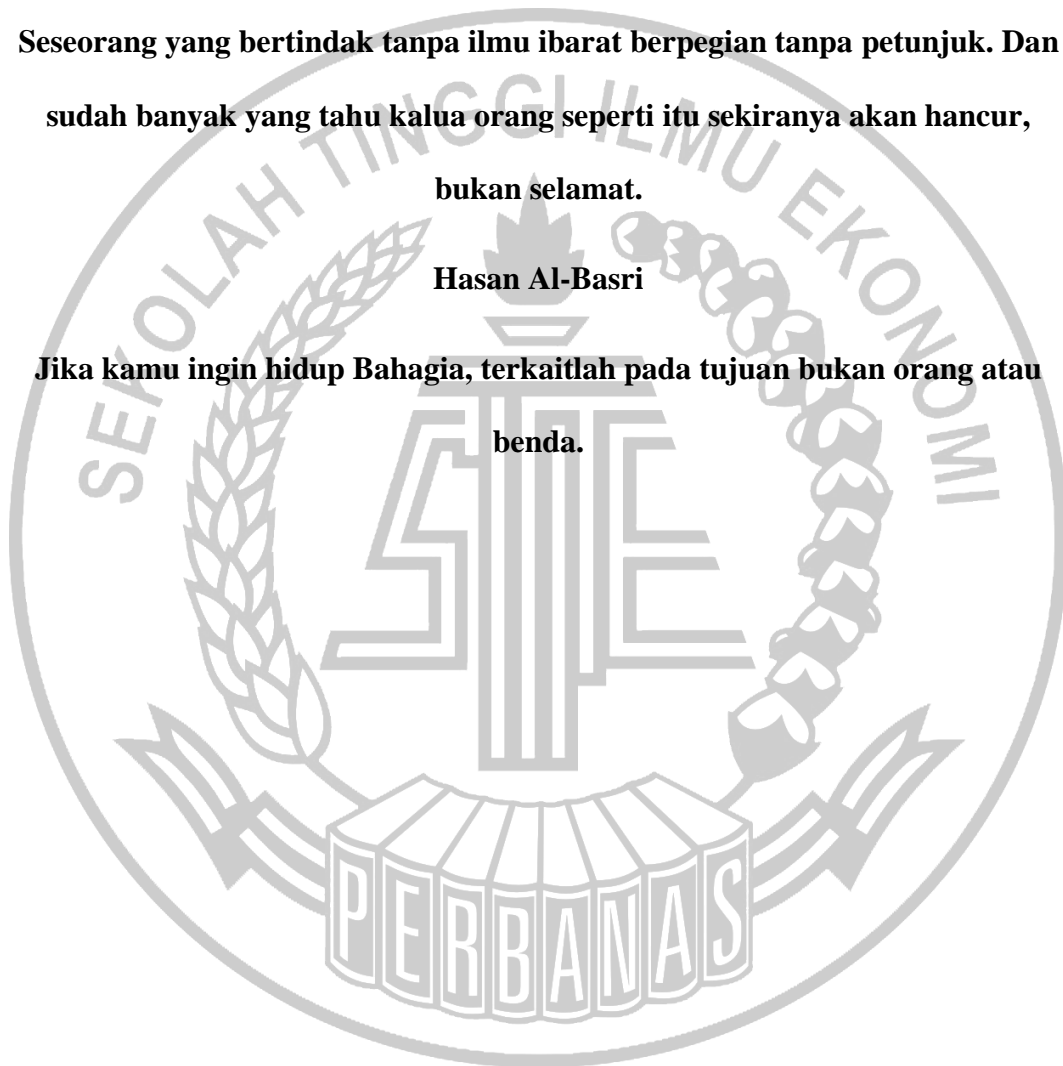 Seseorang yang bertindak tanpa ilmu ibarat berpegian tanpa petunjuk. Dan
sudah banyak yang tahu kalua orang seperti itu sekiranya akan hancur,
bukan selamat.
Hasan Al-Basri
Jika kamu ingin hidup Bahagia, terkaitlah pada tujuan bukan orang atau
benda.
SEKOLAH TINGGI ILMU EKONOMI
STIE
PERBANAS